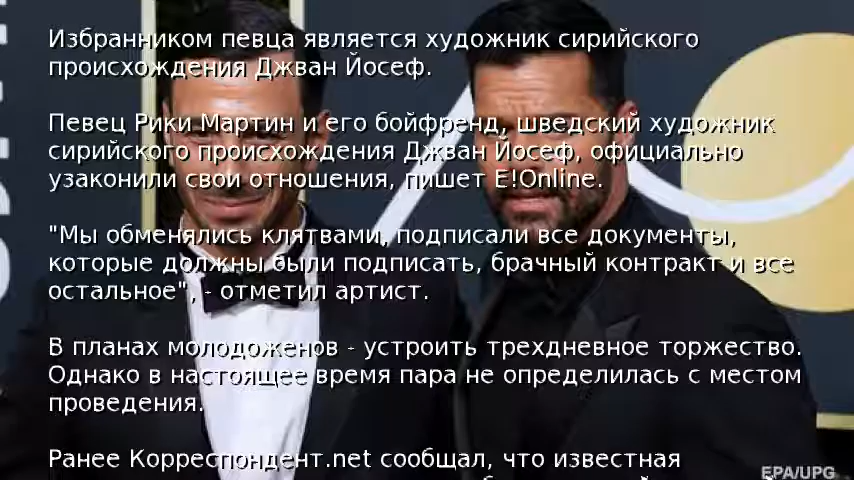 Избранником певца является художник сирийского
происхождения Джван Йосеф.
Певец Рики Мартин и его бойфренд, шведский художник
сирийского происхождения Джван Йосеф, официально
узаконили свои отношения, пишет E!Online.
"Мы обменялись клятвами, подписали все документы,
которые должны были подписать, брачный контракт и все
остальное", - отметил артист.
В планах молодоженов - устроить трехдневное торжество.
Однако в настоящее время пара не определилась с местом
проведения.
Ранее Корреспондент.net сообщал, что известная
EPA/UPG